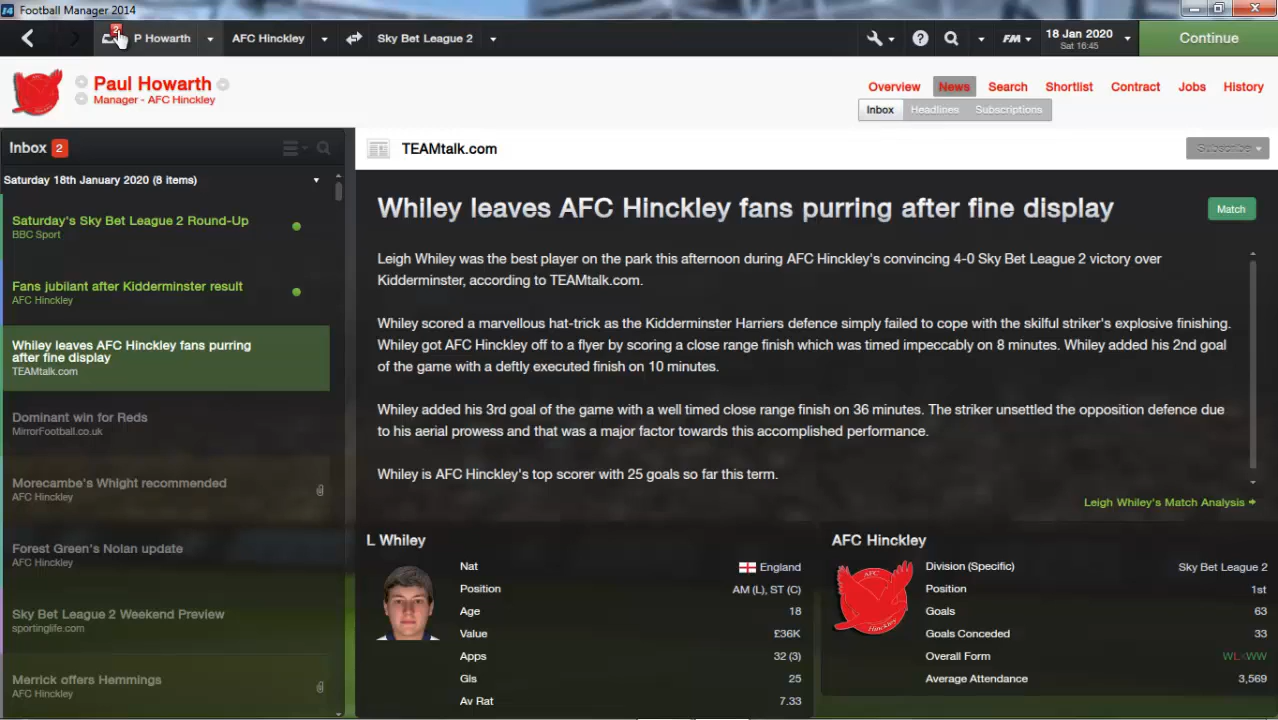 Football Manager 2014
2
P Howarth
AFC Hinckley
Sky Bet League 2
FM
18 Jan 2020
Sat 16:45
Continue
Paul Howarth
Manager - AFC Hinckley
Overview
News
Search
Shortlist
Contract
Jobs
History
Inbox
Headlines
Subscriptions
Inbox 2
Saturday 18th January 2020 (8 items)
Saturday's Sky Bet League 2 Round-Up
BBC Sport
Fans jubilant after Kidderminster result
AFC Hinckley
Whiley leaves AFC Hinckley fans purring
after fine display
TEAMtalk.com
Dominant win for Reds
MirrorFootball.co.uk
Morecambe's Whight recommended
AFC Hinckley
Forest Green's Nolan update
AFC Hinckley
Sky Bet League 2 Weekend Preview
sportinglife.com
Merrick offers Hemmings
AFC Hinckley
TEAMtalk.com
Subscribe
Whiley leaves AFC Hinckley fans purring after fine display
Match
Leigh Whiley was the best player on the park this afternoon during AFC Hinckley's convincing 4-0 Sky Bet League 2 victory over
Kidderminster, according to TEAMtalk.com.
Whiley scored a marvellous hat-trick as the Kidderminster Harriers defence simply failed to cope with the skilful striker's explosive finishing.
Whiley got AFC Hinckley off to a flyer by scoring a close range finish which was timed impeccably on 8 minutes. Whiley added his 2nd goal
of the game with a deftly executed finish on 10 minutes.
Whiley added his 3rd goal of the game with a well timed close range finish on 36 minutes. The striker unsettled the opposition defence due
to his aerial prowess and that was a major factor towards this accomplished performance.
Whiley is AFC Hinckley's top scorer with 25 goals so far this term.
Leigh Whiley's Match Analysis
L Whiley
Nat England
Position AM (L), ST (C)
Age 18
Value £36K
Apps 32 (3)
Gls 25
Av Rat 7.33
AFC Hinckley
AFC
Hinckley
Division (Specific) Sky Bet League 2
Position 1st
Goals 63
Goals Conceded 33
Overall Form WLxWW
Average Attendance 3,569